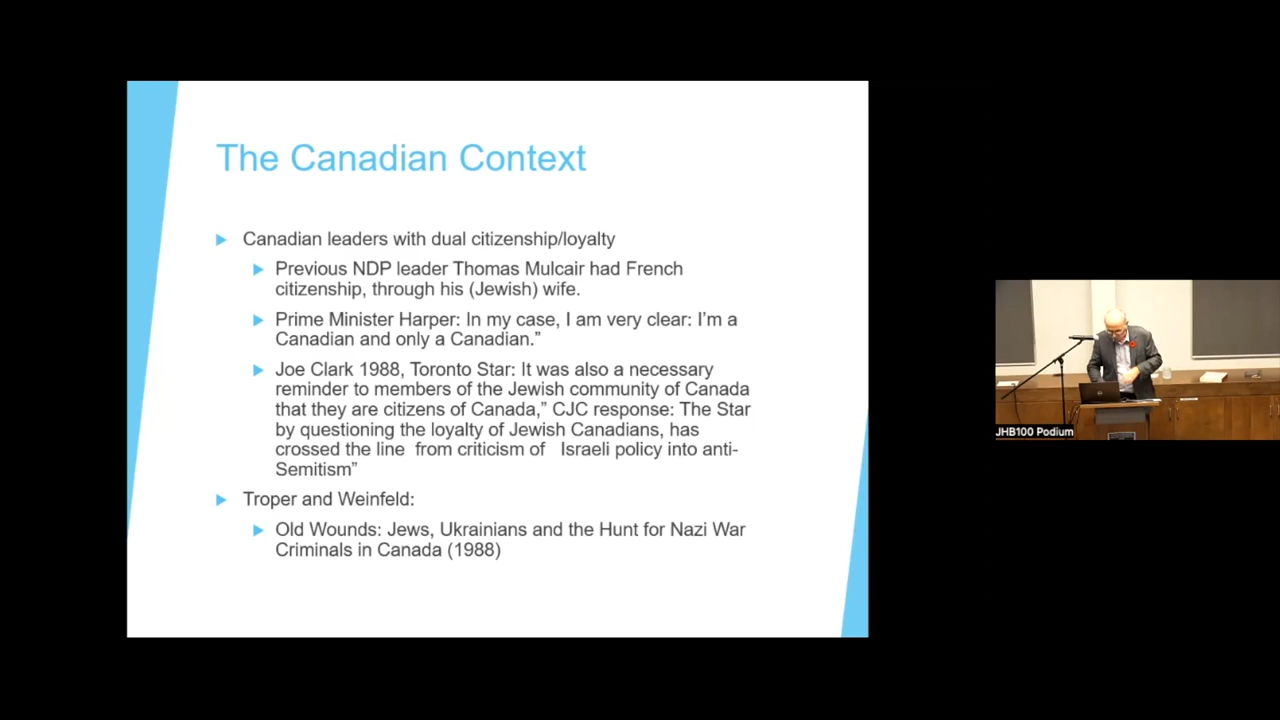 The Canadian Context
Canadian leaders with dual citizenship/loyalty
Previous NDP leader Thomas Mulcair had French
citizenship, through his (Jewish) wife.
Prime Minister Harper: In my case, I am very clear: I'm a
Canadian and only a Canadian.”
Joe Clark 1988, Toronto Star: It was also a necessary
reminder to members of the Jewish community of Canada
that they are citizens of Canada,” CJC response: The Star
by questioning the loyalty of Jewish Canadians, has
crossed the line from criticism of Israeli policy into anti-
Semitism”
Troper and Weinfeld:
Old Wounds: Jews, Ukrainians and the Hunt for Nazi War
Criminals in Canada (1988)
JHB100 Podium